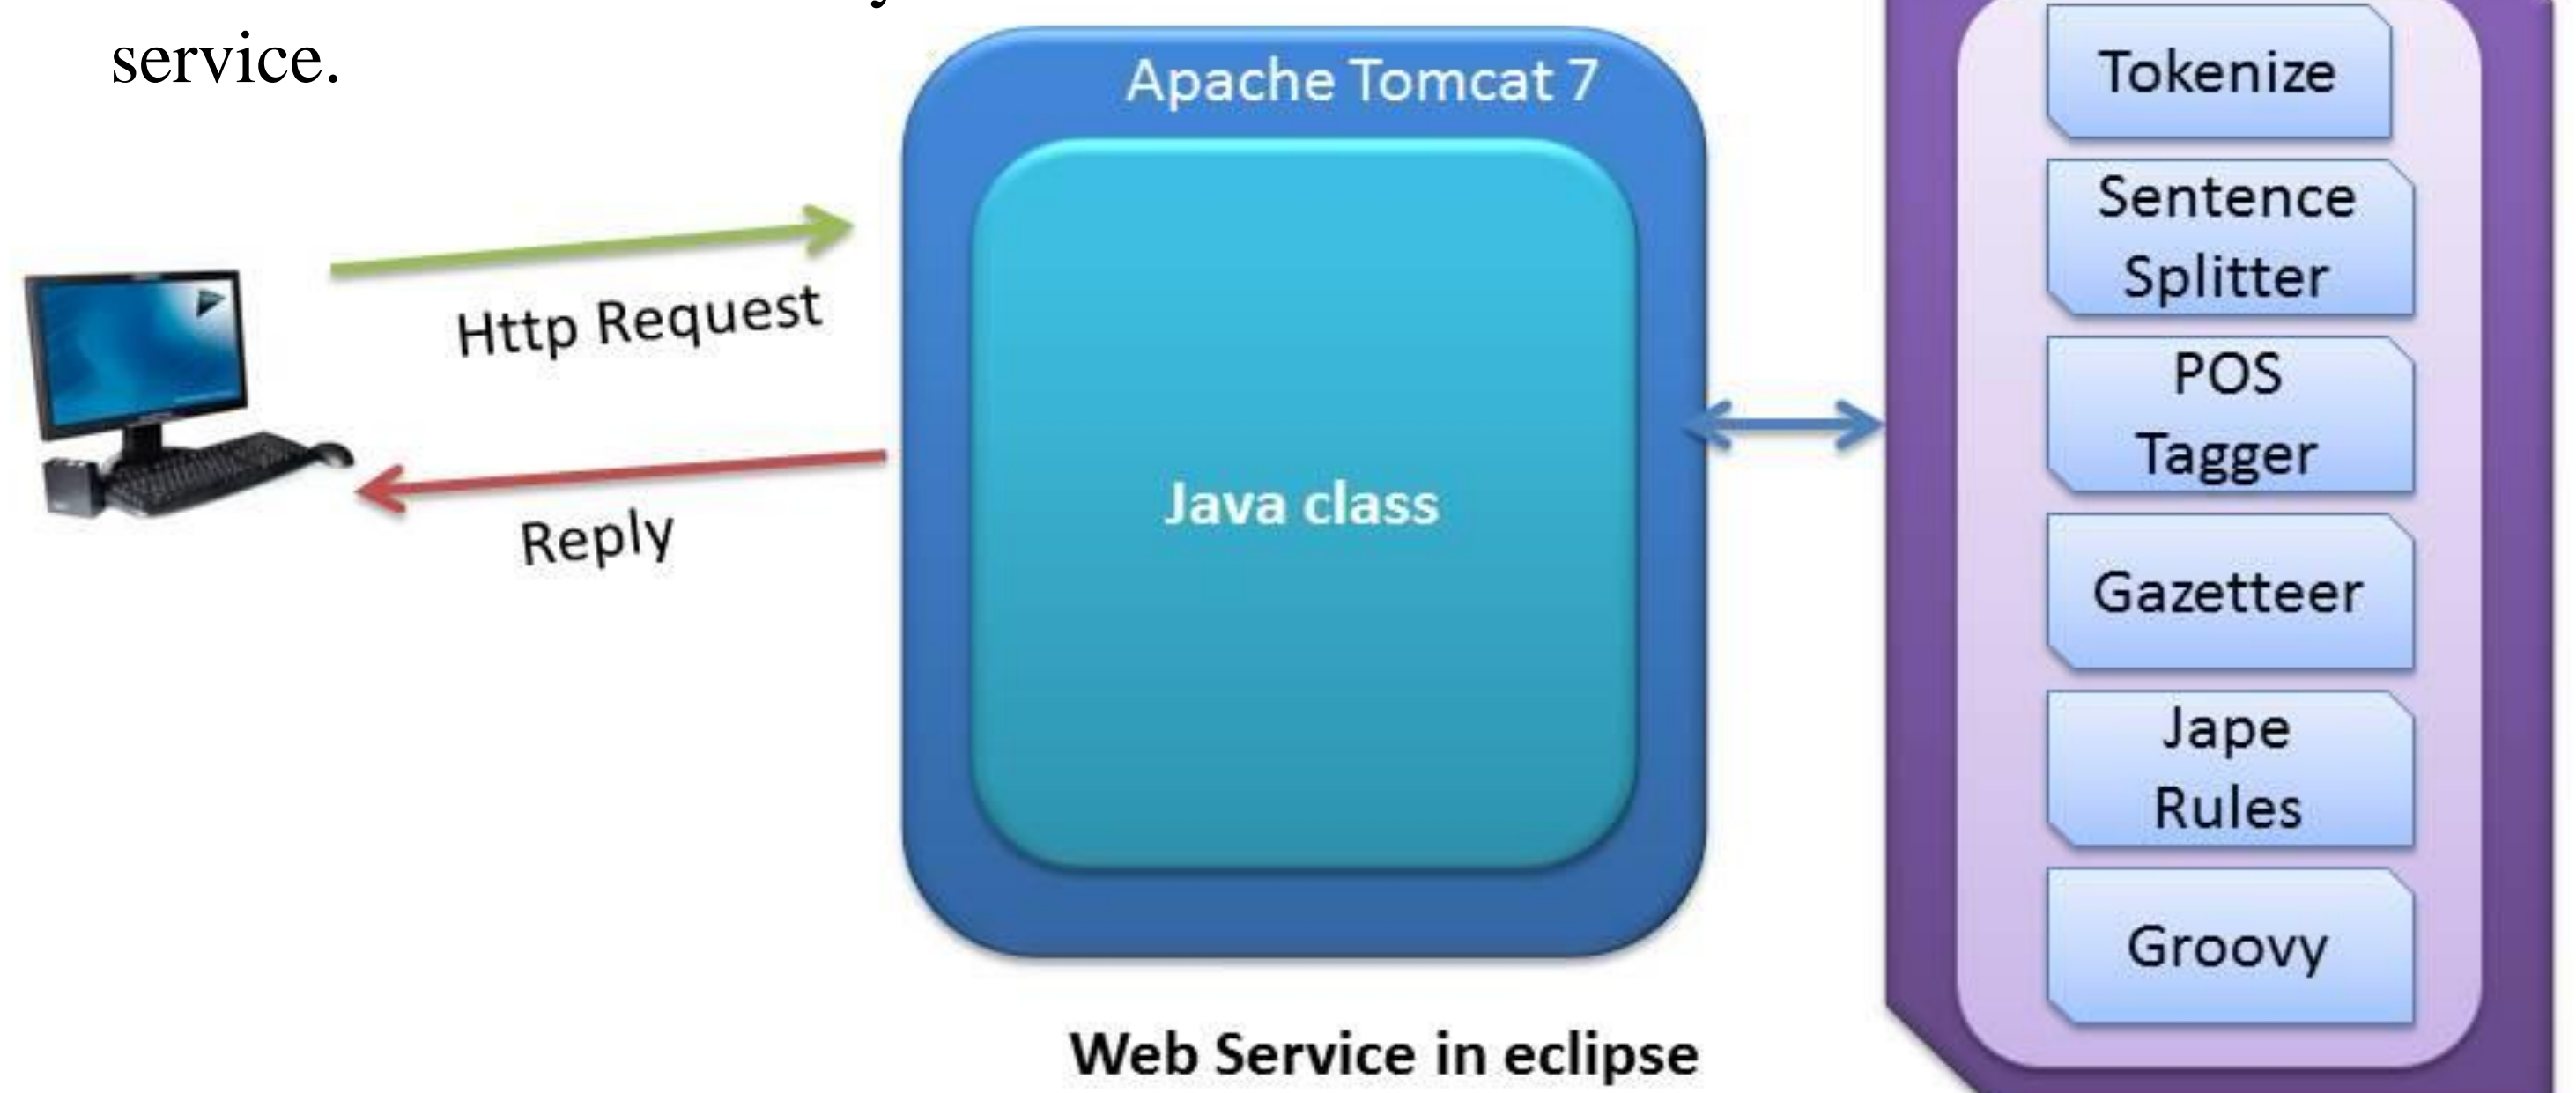 service.
Apache Tomcat 7
Java class
Http Request
Reply
Web Service in eclipse
Tokenize
Sentence
Splitter
POS
Tagger
Gazetteer
Jape
Rules
Groovy